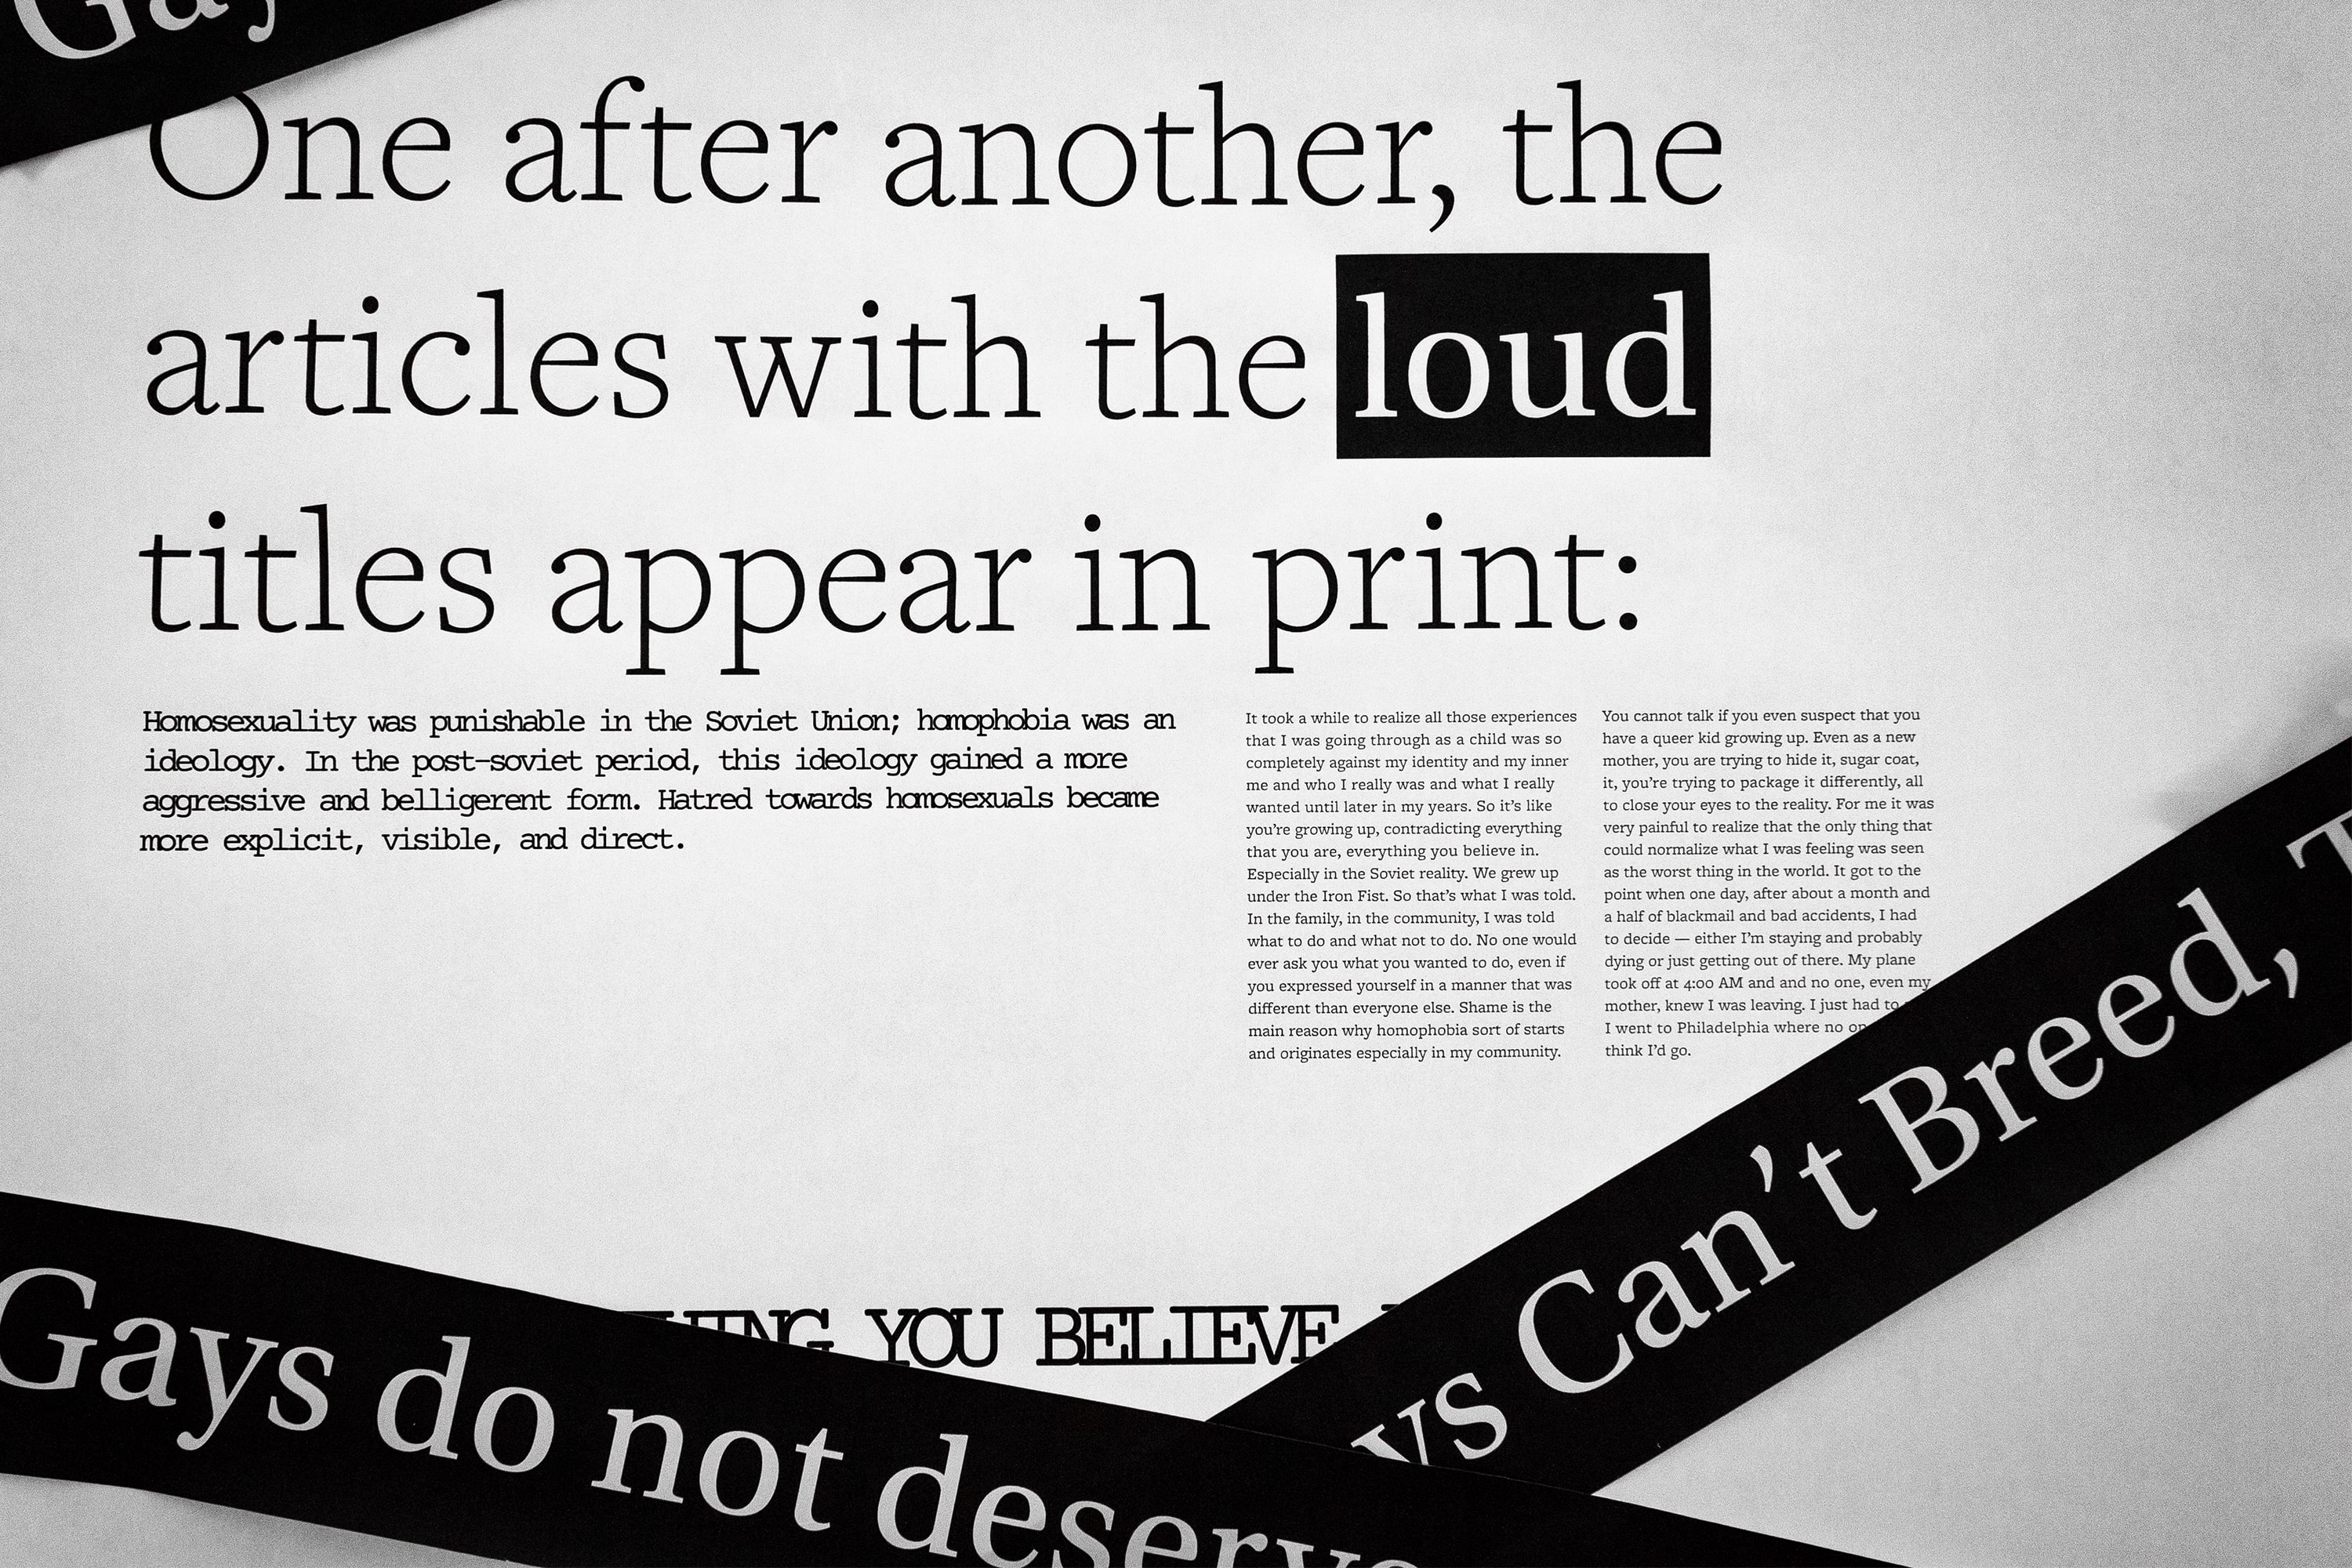 One after another, the
articles with the loud
titles appear in print:
Homosexuality was punishable in the Soviet Union; homophobia was an
ideology. In the post-soviet period, this ideology gained a more
aggressive and belligerent form. Hatred towards homosexuals became
more explicit, visible, and direct.
It took a while to realize all those experiences
that I was going through as a child was so
completely against my identity and my inner
me and who I really was and what I really
wanted until later in my years. So it’s like
you’re growing up, contradicting everything
that you are, everything you believe in.
Especially in the Soviet reality. We grew up
under the Iron Fist. So that’s what I was told.
In the family, in the community, I was told
what to do and what not to do. No one would
ever ask you what you wanted to do, even if
you expressed yourself in a manner that was
different than everyone else. Shame is the
main reason why homophobia sort of starts
and originates especially in my community.
You cannot talk if you even suspect that you
have a queer kid growing up. Even as a new
mother, you are trying to hide it, sugar coat,
it, you’re trying to package it differently, all
to close your eyes to the reality. For me it was
very painful to realize that the only thing that
could normalize what I was feeling was seen
as the worst thing in the world. It got to the
point when one day, after about a month and
a half of blackmail and bad accidents, I had
to decide — either I’m staying and probably
dying or just getting out of there. My plane
took off at 4:00 AM and and no one, even my
mother, knew I was leaving. I just had to
I went to Philadelphia where no
think I’d go.
YOU BELIEVE
Can’t Breed,
Gays do not